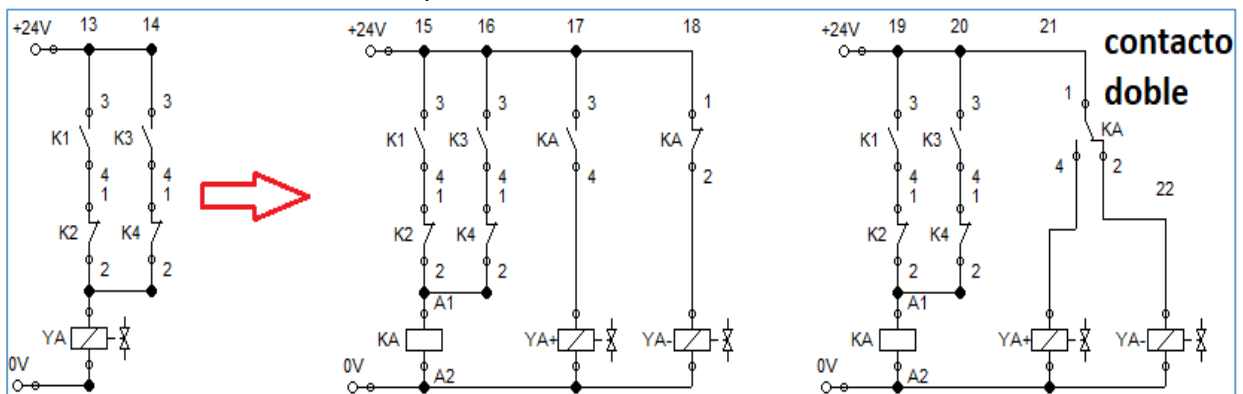 +24V 13 14
3 3
K1 K3
4 4
1 1
K2 K4
2 2
YA
0V
+24V 15 16 17 18
3 3 3 1
K1 K3 KA KA
4 4 4 2
1 1
K2 K4
2 2
A1
KA YA+ YA-
0V A2
+24V 19 20 21
contacto
doble
3 3 1
K1 K3 KA
4 4 4 2
1 1 22
K2 K4
2 2
A1
KA YA+ YA-
0V A2